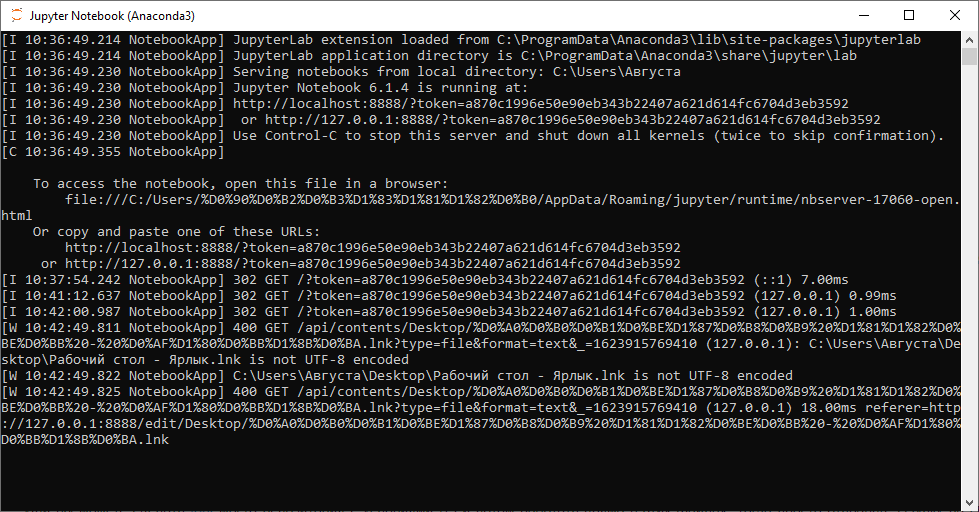 Jupyter Notebook (Anaconda3)
[I 10:36:49.214 NotebookApp] JupyterLab extension loaded from C:\ProgramData\Anaconda3\lib\site-packages\jupyterlab
[I 10:36:49.214 NotebookApp] JupyterLab application directory is C:\ProgramData\Anaconda3\share\jupyter\lab
[I 10:36:49.230 NotebookApp] Serving notebooks from local directory: C:\Users\Августа
[I 10:36:49.230 NotebookApp] Jupyter Notebook 6.1.4 is running at:
[I 10:36:49.230 NotebookApp] http://localhost:8888/?token=a870c1996e50e90eb343b22407a621d614fc6704d3eb3592
[I 10:36:49.230 NotebookApp]  or http://127.0.0.1:8888/?token=a870c1996e50e90eb343b22407a621d614fc6704d3eb3592
[I 10:36:49.230 NotebookApp] Use Control-C to stop this server and shut down all kernels (twice to skip confirmation).
[C 10:36:49.355 NotebookApp]
To access the notebook, open this file in a browser:
file:///C:/Users/%D0%90%D0%B2%D0%B3%D1%83%D1%81%D1%82%D0%B0/AppData/Roaming/jupyter/runtime/nbserver-17060-open.
html
Or copy and paste one of these URLs:
http://localhost:8888/?token=a870c1996e50e90eb343b22407a621d614fc6704d3eb3592
or http://127.0.0.1:8888/?token=a870c1996e50e90eb343b22407a621d614fc6704d3eb3592
[I 10:37:54.242 NotebookApp] 302 GET /?token=a870c1996e50e90eb343b22407a621d614fc6704d3eb3592 (::1) 7.00ms
[I 10:41:12.637 NotebookApp] 302 GET /?token=a870c1996e50e90eb343b22407a621d614fc6704d3eb3592 (127.0.0.1) 0.99ms
[I 10:42:00.987 NotebookApp] 302 GET /?token=a870c1996e50e90eb343b22407a621d614fc6704d3eb3592 (127.0.0.1) 1.00ms
[W 10:42:49.811 NotebookApp] 400 GET /api/contents/Desktop/%D0%A0%D0%B0%D0%B1%D0%BE%D1%87%D0%B8%D0%B9%20%D1%81%D1%82%D0%
BE%D0%BB%20-%20%D0%AF%D1%80%D0%BB%D1%8B%D0%BA.lnk?type=file&format=text&_=1623915769410 (127.0.0.1): C:\Users\Августа\De
sktop\Рабочий стол - Ярлык.lnk is not UTF-8 encoded
[W 10:42:49.822 NotebookApp] C:\Users\Августа\Desktop\Рабочий стол - Ярлык.lnk is not UTF-8 encoded
[W 10:42:49.825 NotebookApp] 400 GET /api/contents/Desktop/%D0%A0%D0%B0%D0%B1%D0%BE%D1%87%D0%B8%D0%B9%20%D1%81%D1%82%D0%
BE%D0%BB%20-%20%D0%AF%D1%80%D0%BB%D1%8B%D0%BA.lnk?type=file&format=text&_=1623915769410 (127.0.0.1) 18.00ms referer=http
://127.0.0.1:8888/edit/Desktop/%D0%A0%D0%B0%D0%B1%D0%BE%D1%87%D0%B8%D0%B9%20%D1%81%D1%82%D0%BE%D0%BB%20-%20%D0%AF%D1%80%
D0%BB%D1%8B%D0%BA.lnk